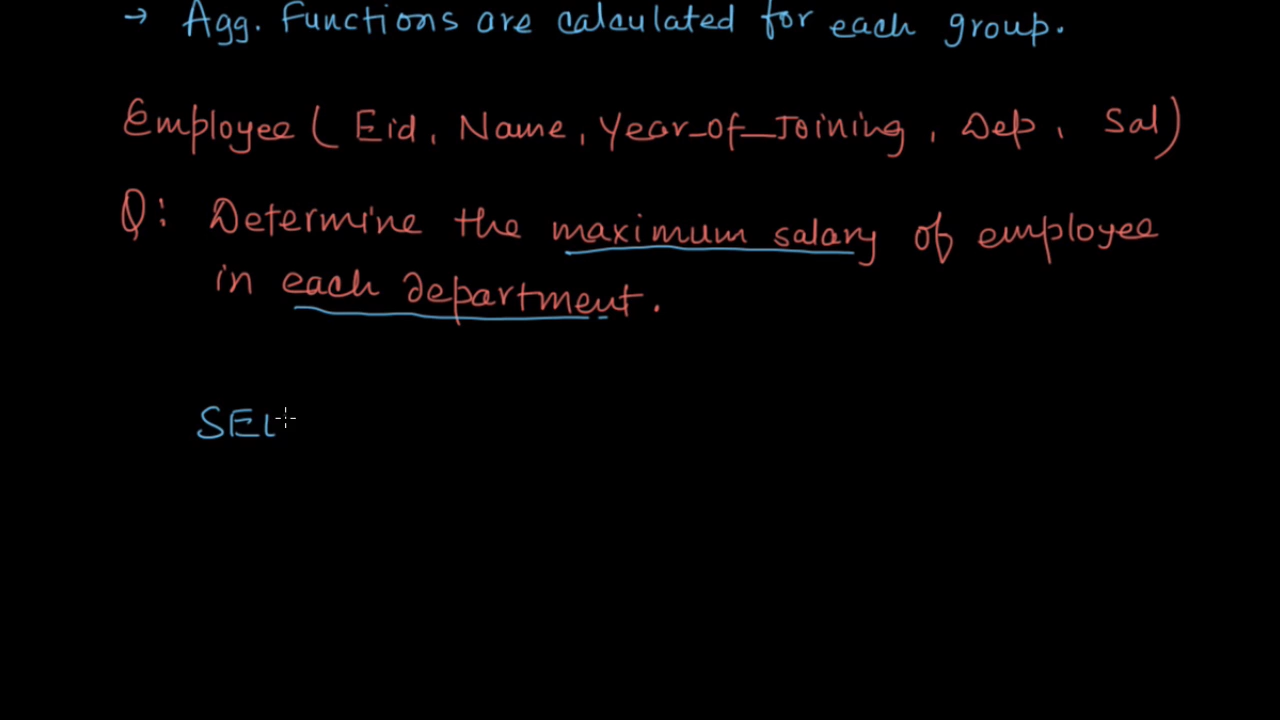 → Agg. Functions are calculated for each group.
Employee ( Eid, Name, Year_of_Joining, Dep, Sal)
Q: Determine the maximum salary of employee
in each department.
SEL